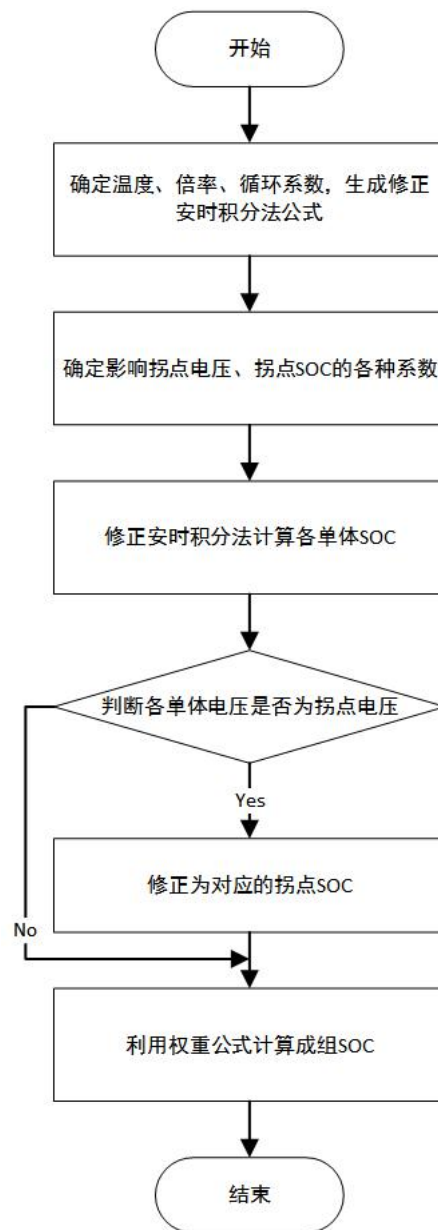 开始
确定温度、倍率、循环系数，生成修正
安时积分法公式
确定影响拐点电压、拐点SOC的各种系数
修正安时积分法计算各单体SOC
判断各单体电压是否为拐点电压
Yes
修正为对应的拐点SOC
No
利用权重公式计算成组SOC
结束